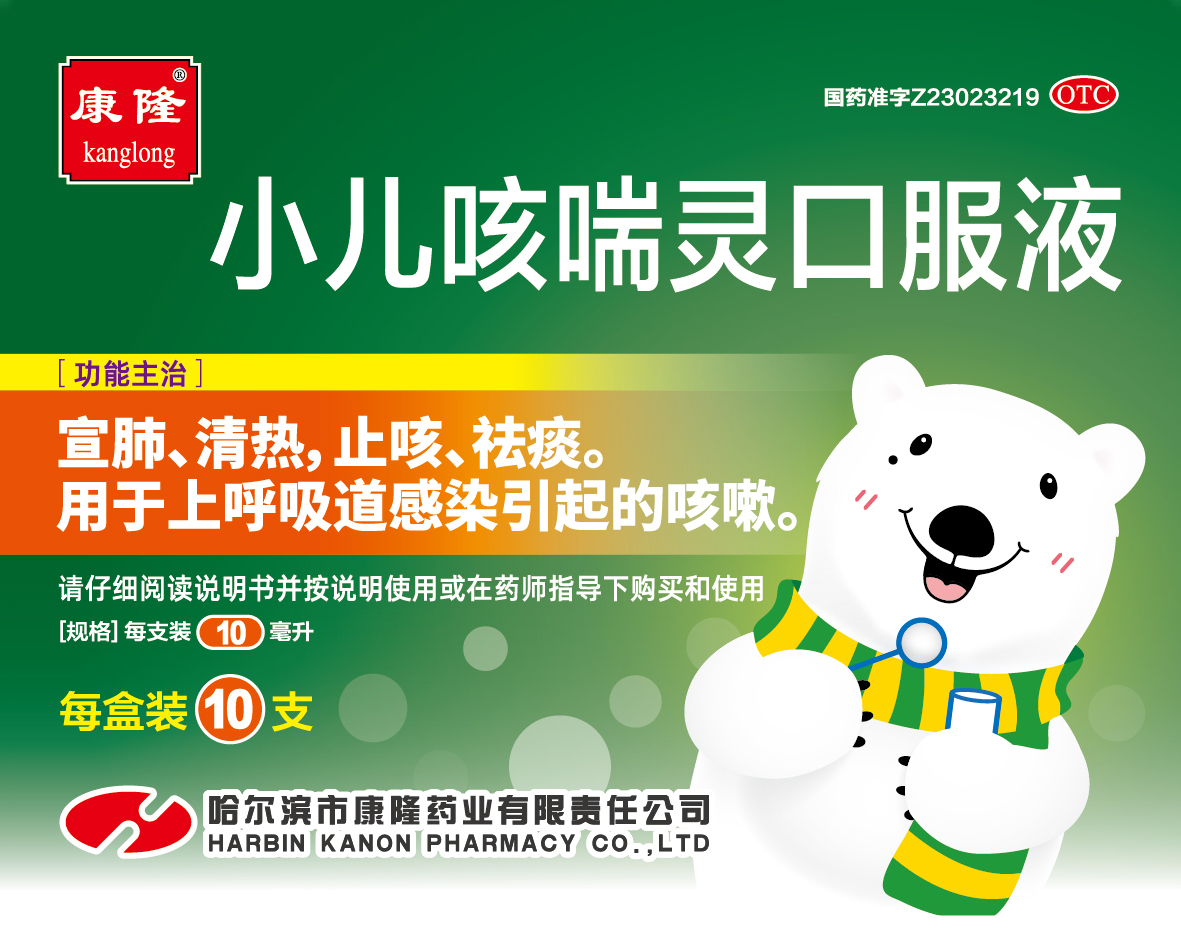 康隆®
kanglong
国药准字Z23023219 OTC
小儿咳喘灵口服液
[功能主治]
宣肺、清热，止咳、祛痰。
用于上呼吸道感染引起的咳嗽。
请仔细阅读说明书并按说明使用或在药师指导下购买和使用
[规格]每支装10毫升
每盒装10支
哈尔滨市康隆药业有限责任公司
HARBIN KANON PHARMACY CO.,LTD